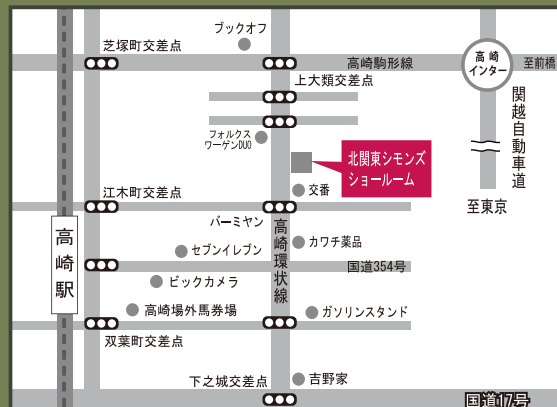 ブックオフ
芝塚町交差点
高崎駒形線
高崎
インター
至前橋
上大類交差点
関越自動車道
フォルクス
ワーゲンDUO
北関東シモンズ
ショールーム
江木町交差点
交番
至東京
バーミヤン
高崎駅
高崎環状線
セブンイレブン
カワチ薬品
国道354号
ビックカメラ
高崎場外馬券場
ガソリンスタンド
双葉町交差点
下之城交差点
吉野家
国道17号